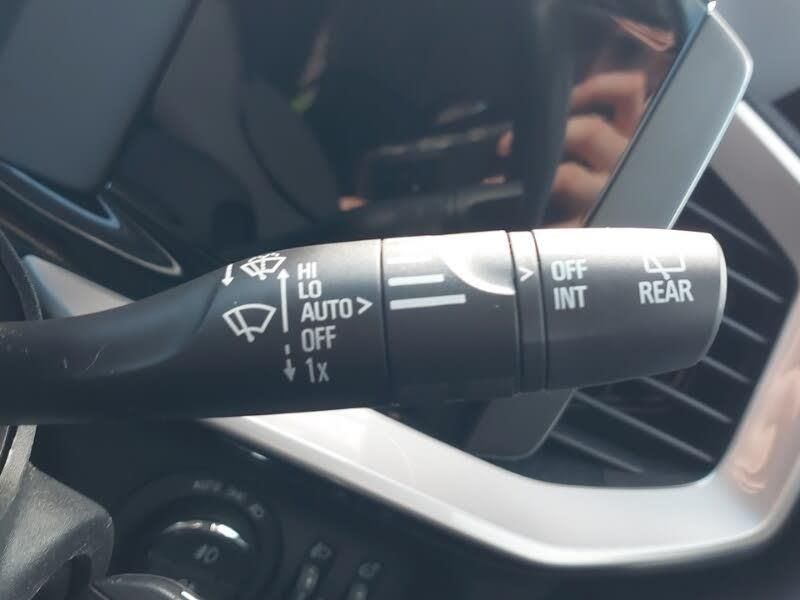 HI
LO
AUTO >
OFF
1x
> OFF
INT
REAR